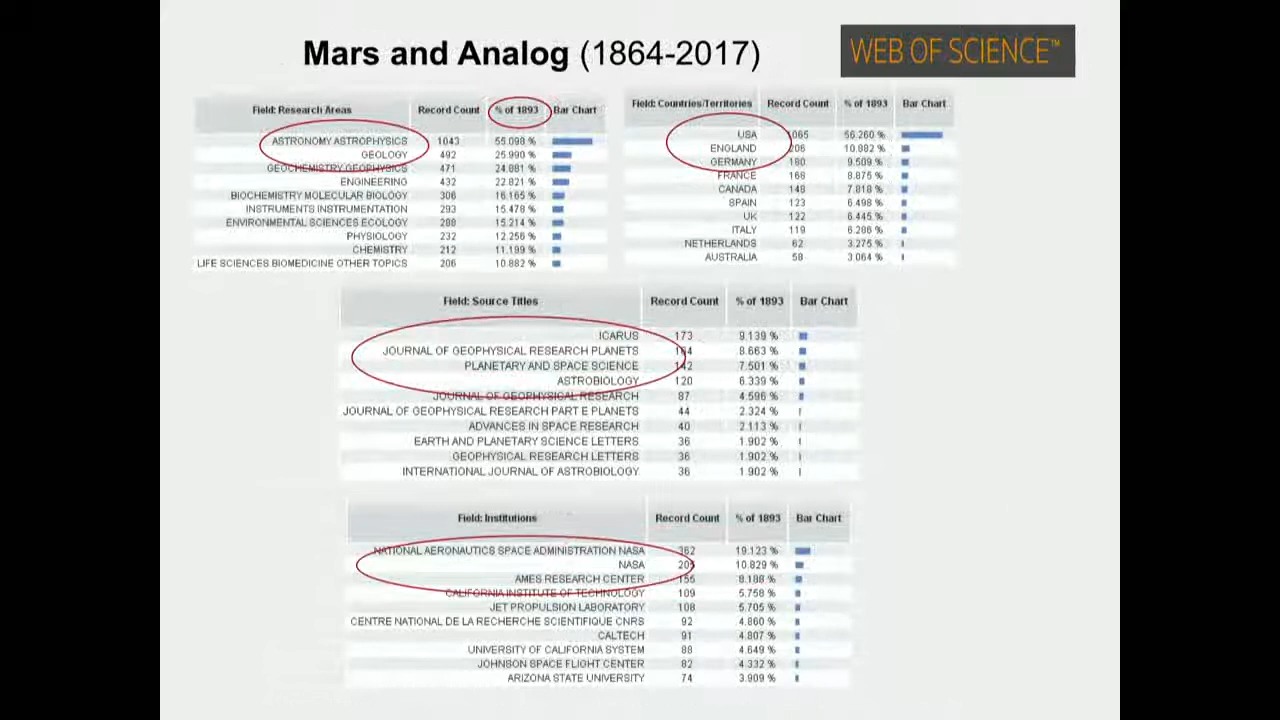 Mars and Analog (1864-2017)
WEB OF SCIENCE™
Field: Research Areas Record Count % of 1893 Bar Chart
ASTRONOMY ASTROPHYSICS 1043 55.098 %
GEOLOGY 492 25.990 %
GEOCHEMISTRY GEOPHYSICS 471 24.881 %
ENGINEERING 432 22.821 %
BIOCHEMISTRY MOLECULAR BIOLOGY 306 16.165 %
INSTRUMENTS INSTRUMENTATION 293 15.478 %
ENVIRONMENTAL SCIENCES ECOLOGY 288 15.214 %
PHYSIOLOGY 232 12.256 %
CHEMISTRY 212 11.199 %
LIFE SCIENCES BIOMEDICINE OTHER TOPICS 206 10.882 %
Field: Countries/Territories Record Count % of 1893 Bar Chart
USA 1065 56.260 %
ENGLAND 206 10.882 %
GERMANY 180 9.509 %
FRANCE 168 8.875 %
CANADA 148 7.818 %
SPAIN 123 6.498 %
UK 122 6.445 %
ITALY 119 6.286 %
NETHERLANDS 62 3.275 %
AUSTRALIA 58 3.064 %
Field: Source Titles Record Count % of 1893 Bar Chart
ICARUS 173 9.139 %
JOURNAL OF GEOPHYSICAL RESEARCH PLANETS 164 8.663 %
PLANETARY AND SPACE SCIENCE 142 7.501 %
ASTROBIOLOGY 120 6.339 %
JOURNAL OF GEOPHYSICAL RESEARCH 87 4.596 %
JOURNAL OF GEOPHYSICAL RESEARCH PART E PLANETS 44 2.324 %
ADVANCES IN SPACE RESEARCH 40 2.113 %
EARTH AND PLANETARY SCIENCE LETTERS 36 1.902 %
GEOPHYSICAL RESEARCH LETTERS 36 1.902 %
INTERNATIONAL JOURNAL OF ASTROBIOLOGY 36 1.902 %
Field: Institutions Record Count % of 1893 Bar Chart
NATIONAL AERONAUTICS SPACE ADMINISTRATION NASA 362 19.123 %
NASA 205 10.829 %
AMES RESEARCH CENTER 155 8.188 %
CALIFORNIA INSTITUTE OF TECHNOLOGY 109 5.758 %
JET PROPULSION LABORATORY 108 5.705 %
CENTRE NATIONAL DE LA RECHERCHE SCIENTIFIQUE CNRS 92 4.860 %
CALTECH 91 4.807 %
UNIVERSITY OF CALIFORNIA SYSTEM 88 4.649 %
JOHNSON SPACE FLIGHT CENTER 82 4.332 %
ARIZONA STATE UNIVERSITY 74 3.909 %